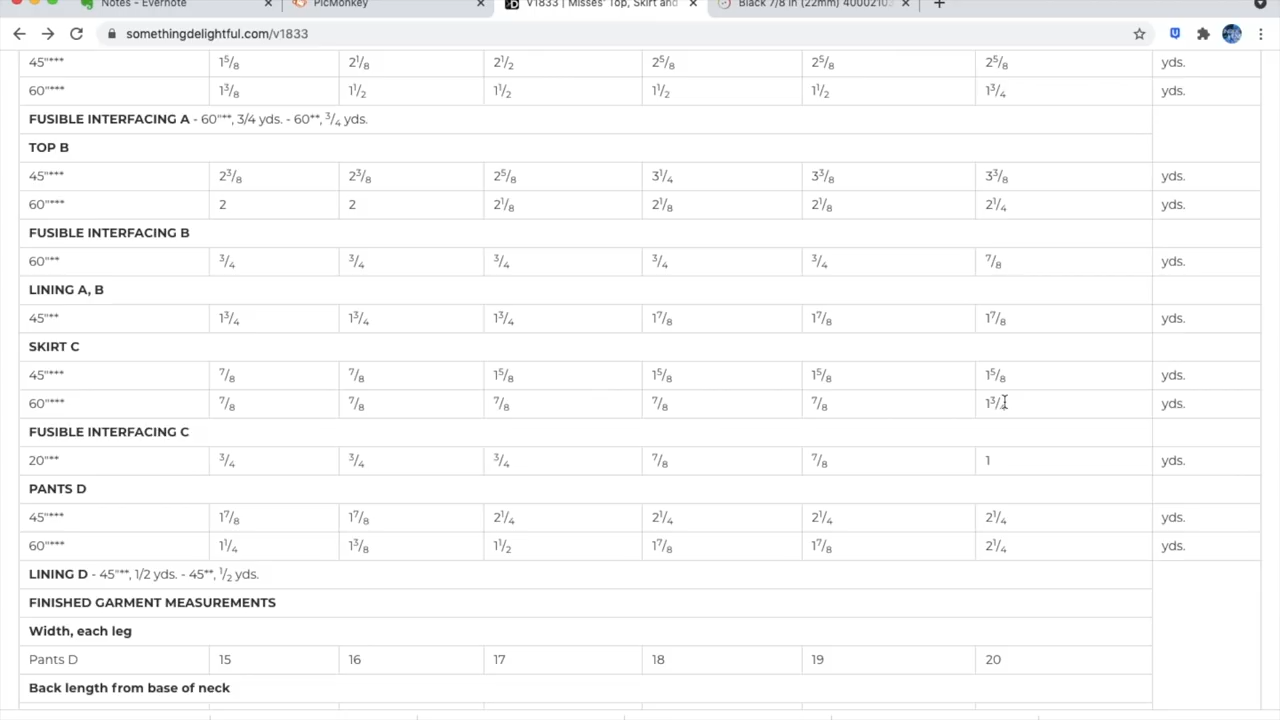 Notes - Evernote × PicMonkey × V1833 | Misses' Top, Skirt and × Black 7/8 in (22mm) 4000210 × +
somethingdelightful.com/v1833
45"*** 1⁵/₈ 2¹/₈ 2¹/₂ 2⁵/₈ 2⁵/₈ 2⁵/₈ yds.
60"*** 1³/₈ 1¹/₂ 1¹/₂ 1¹/₂ 1¹/₂ 1³/₄ yds.
FUSIBLE INTERFACING A - 60"**, 3/4 yds. - 60**, ³/₄ yds.
TOP B
45"*** 2³/₈ 2³/₈ 2⁵/₈ 3¹/₄ 3³/₈ 3³/₈ yds.
60"*** 2 2 2¹/₈ 2¹/₈ 2¹/₈ 2¹/₄ yds.
FUSIBLE INTERFACING B
60"** ³/₄ ³/₄ ³/₄ ³/₄ ³/₄ ⁷/₈ yds.
LINING A, B
45"** 1³/₄ 1³/₄ 1³/₄ 1⁷/₈ 1⁷/₈ 1⁷/₈ yds.
SKIRT C
45"*** ⁷/₈ ⁷/₈ 1⁵/₈ 1⁵/₈ 1⁵/₈ 1⁵/₈ yds.
60"*** ⁷/₈ ⁷/₈ ⁷/₈ ⁷/₈ ⁷/₈ 1³/₄ yds.
FUSIBLE INTERFACING C
20"** ³/₄ ³/₄ ³/₄ ⁷/₈ ⁷/₈ 1 yds.
PANTS D
45"*** 1⁷/₈ 1⁷/₈ 2¹/₄ 2¹/₄ 2¹/₄ 2¹/₄ yds.
60"*** 1¹/₄ 1³/₈ 1¹/₂ 1⁷/₈ 1⁷/₈ 2¹/₄ yds.
LINING D - 45"**, 1/2 yds. - 45**, ¹/₂ yds.
FINISHED GARMENT MEASUREMENTS
Width, each leg
Pants D 15 16 17 18 19 20
Back length from base of neck